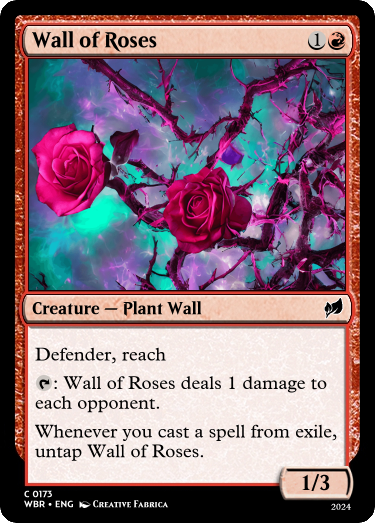 Wall of Roses 1
Creature — Plant Wall
Defender, reach
: Wall of Roses deals 1 damage to
each opponent.
Whenever you cast a spell from exile,
untap Wall of Roses.
1/3
C 0173
WBR • ENG Creative Fabrica
2024